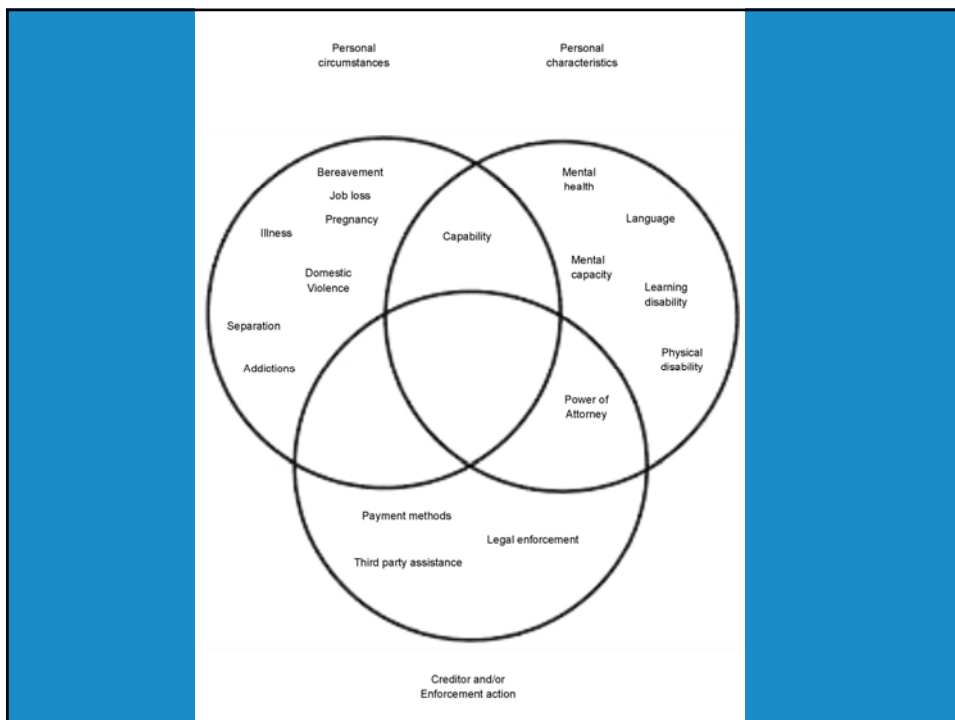 Personal
circumstances
Personal
characteristics
Bereavement
Job loss
Pregnancy
Illness
Domestic
Violence
Separation
Addictions
Capability
Mental
health
Language
Mental
capacity
Learning
disability
Physical
disability
Power of
Attorney
Payment methods
Legal enforcement
Third party assistance
Creditor and/or
Enforcement action